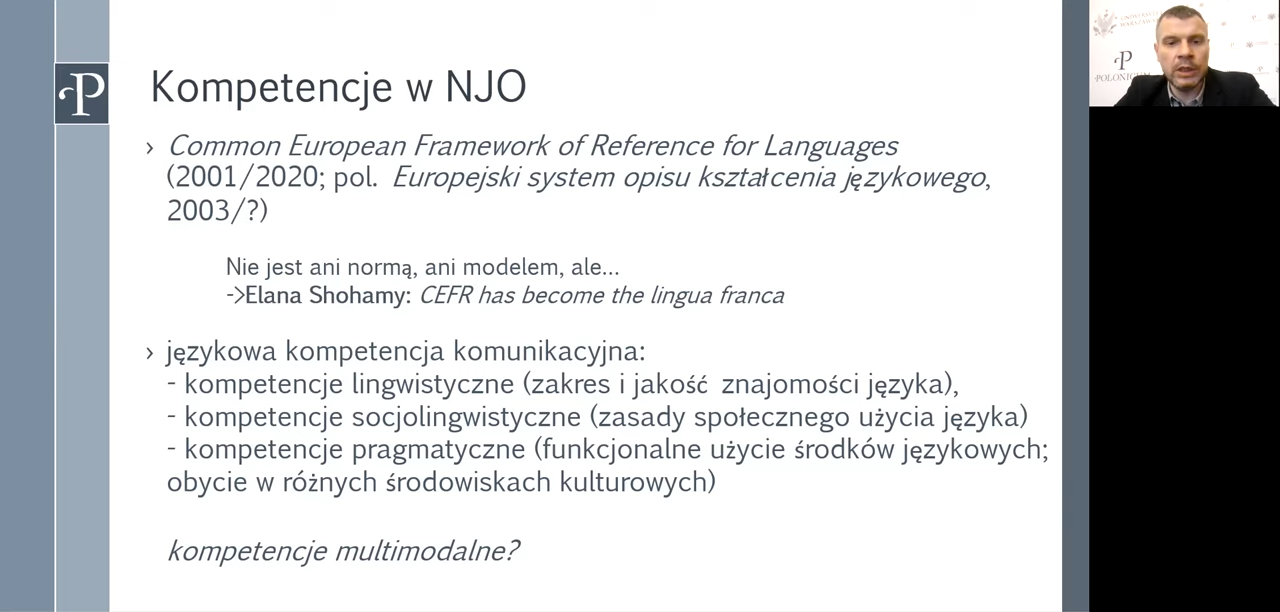 P
Kompetencje w NJO
› Common European Framework of Reference for Languages
(2001/2020; pol. Europejski system opisu kształcenia językowego,
2003/?)
Nie jest ani normą, ani modelem, ale...
->Elana Shohamy: CEFR has become the lingua franca
› językowa kompetencja komunikacyjna:
- kompetencje lingwistyczne (zakres i jakość znajomości języka),
- kompetencje socjolingwistyczne (zasady społecznego użycia języka)
- kompetencje pragmatyczne (funkcjonalne użycie środków językowych;
obycie w różnych środowiskach kulturowych)
kompetencje multimodalne?
P